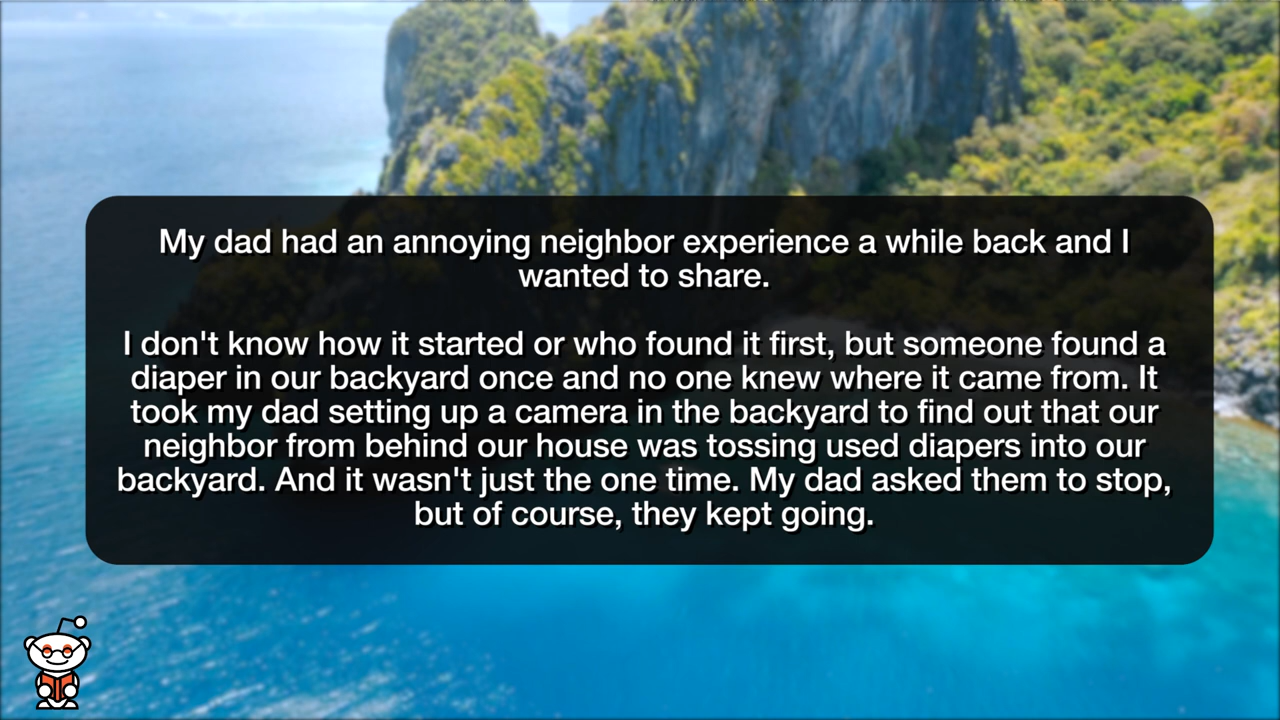 My dad had an annoying neighbor experience a while back and I
wanted to share.
I don't know how it started or who found it first, but someone found a
diaper in our backyard once and no one knew where it came from. It
took my dad setting up a camera in the backyard to find out that our
neighbor from behind our house was tossing used diapers into our
backyard. And it wasn't just the one time. My dad asked them to stop,
but of course, they kept going.